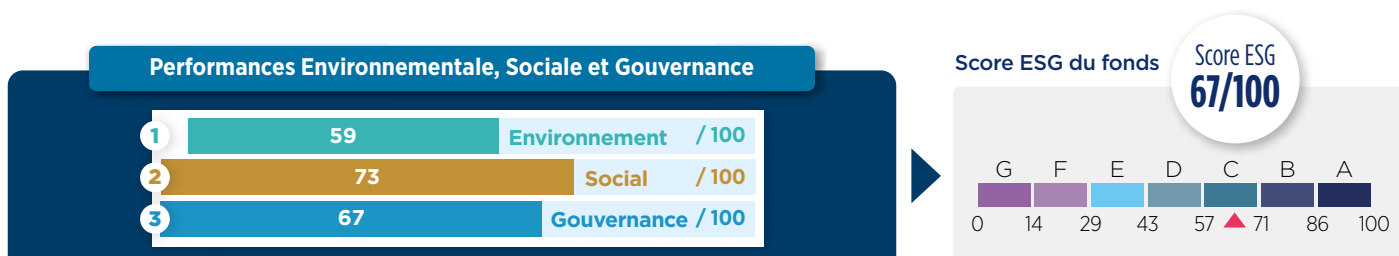 Performances Environnementale, Sociale et Gouvernance
1 59 Environnement / 100
2 73 Social / 100
3 67 Gouvernance / 100
Score ESG du fonds
Score ESG
67/100
G F E D C B A
0 14 29 43 57 71 86 100